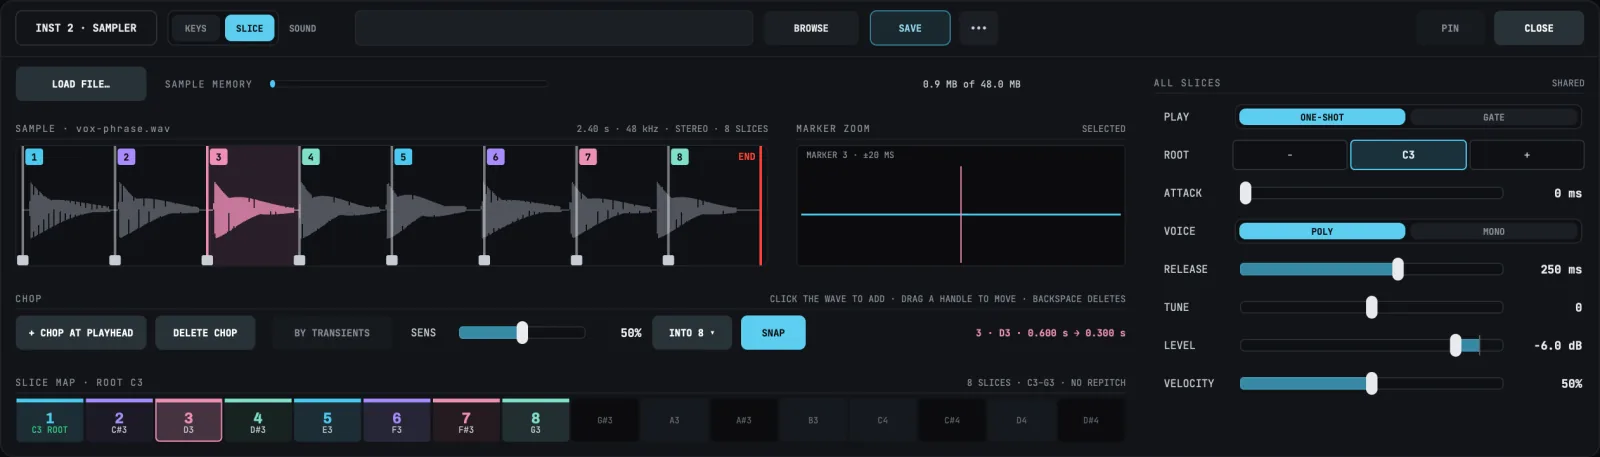 INST 2 · SAMPLER KEYS SLICE SOUND BROWSE SAVE ••• PIN CLOSE
LOAD FILE… SAMPLE MEMORY 0.9 MB of 48.0 MB
SAMPLE · vox-phrase.wav 2.40 s · 48 kHz · STEREO · 8 SLICES
1 2 3 4 5 6 7 8 END
MARKER ZOOM SELECTED
MARKER 3 · ±20 MS
CHOP CLICK THE WAVE TO ADD · DRAG A HANDLE TO MOVE · BACKSPACE DELETES
+ CHOP AT PLAYHEAD DELETE CHOP BY TRANSIENTS SENS 50% INTO 8 ▾ SNAP 3 · D3 · 0.600 s → 0.300 s
SLICE MAP · ROOT C3 8 SLICES · C3–G3 · NO REPITCH
1 2 3 4 5 6 7 8
C3 ROOT C#3 D3 D#3 E3 F3 F#3 G3 G#3 A3 A#3 B3 C4 C#4 D4 D#4
ALL SLICES SHARED
PLAY ONE-SHOT GATE
ROOT - C3 +
ATTACK 0 ms
VOICE POLY MONO
RELEASE 250 ms
TUNE 0
LEVEL -6.0 dB
VELOCITY 50%